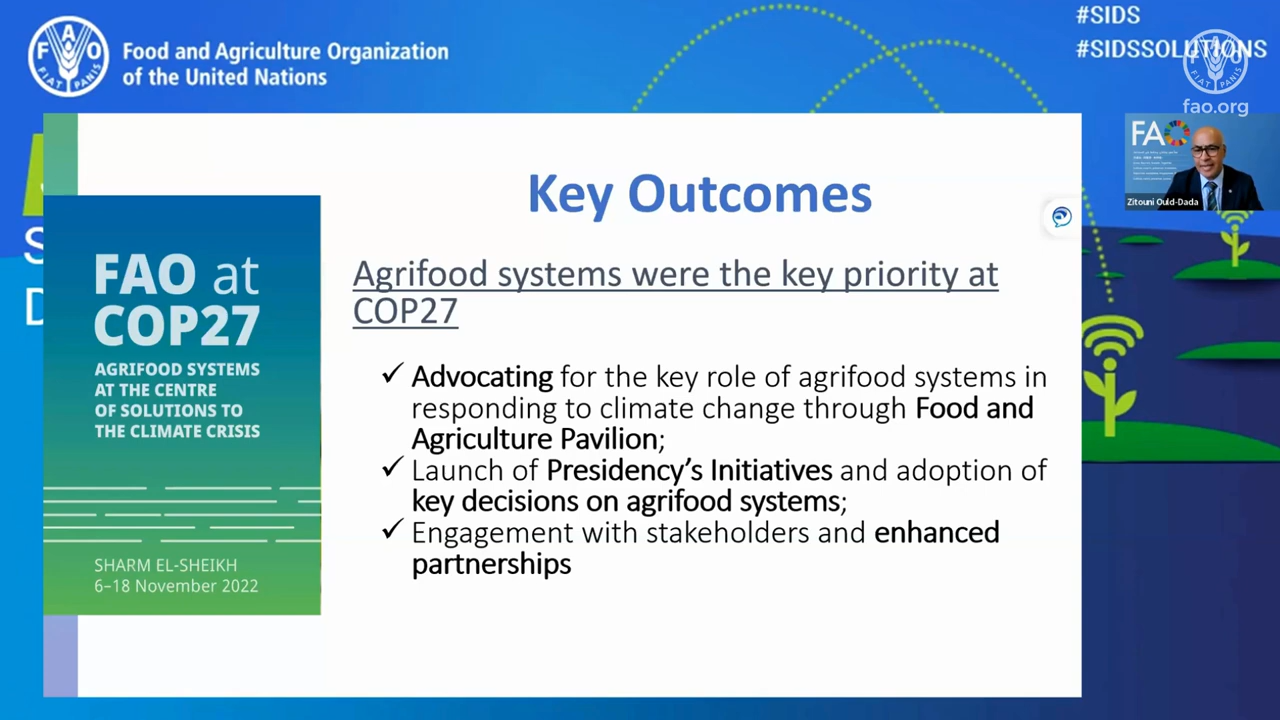 Food and Agriculture Organization
of the United Nations
#SIDS
#SIDSSOLUTIONS
fao.org
FAO
Zitouni Ould-Dada
S
D
Key Outcomes
Agrifood systems were the key priority at
COP27
✓ Advocating for the key role of agrifood systems in
responding to climate change through Food and
Agriculture Pavilion;
✓ Launch of Presidency's Initiatives and adoption of
key decisions on agrifood systems;
✓ Engagement with stakeholders and enhanced
partnerships
FAO at
COP27
AGRIFOOD SYSTEMS
AT THE CENTRE
OF SOLUTIONS TO
THE CLIMATE CRISIS
SHARM EL-SHEIKH
6–18 November 2022